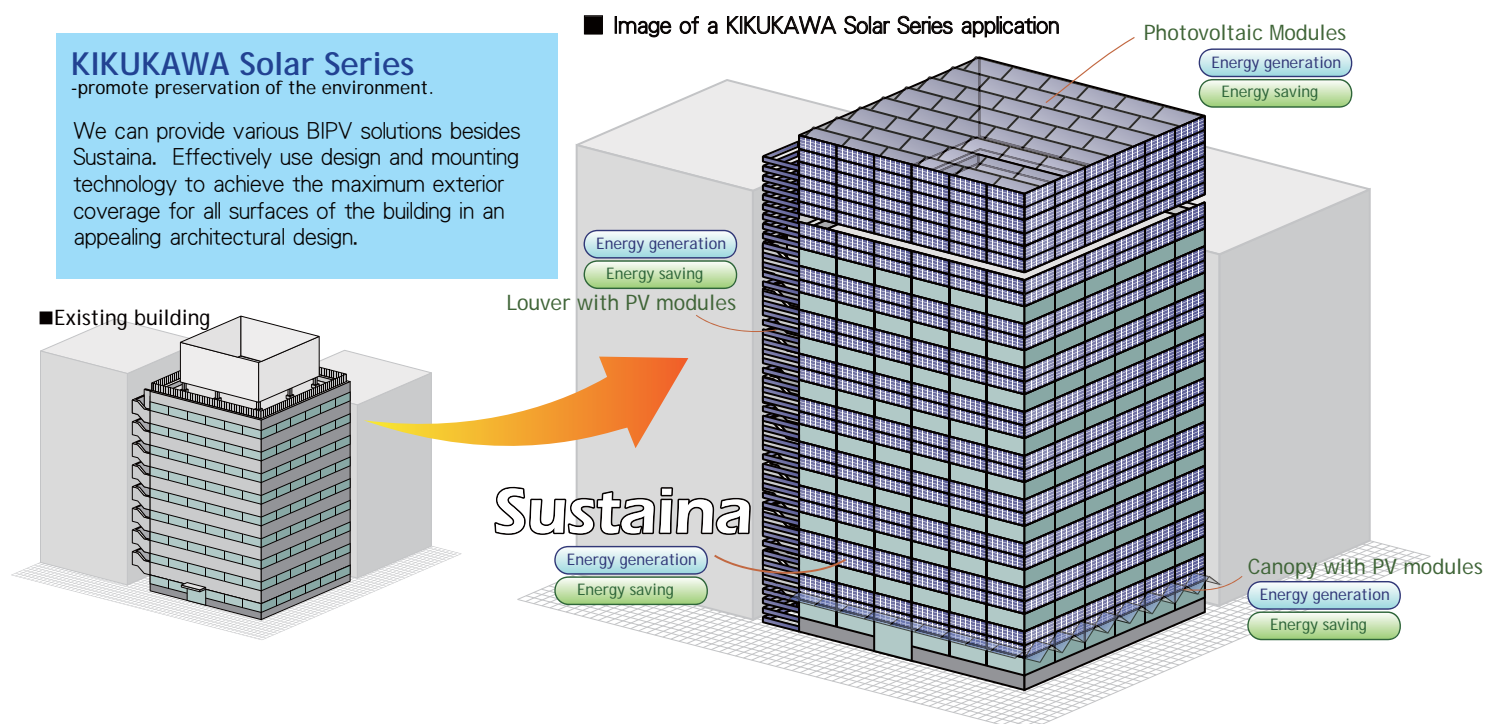 ■ Image of a KIKUKAWA Solar Series application
KIKUKAWA Solar Series
-promote preservation of the environment.
We can provide various BIPV solutions besides
Sustaina. Effectively use design and mounting
technology to achieve the maximum exterior
coverage for all surfaces of the building in an
appealing architectural design.
Photovoltaic Modules
Energy generation
Energy saving
Energy generation
Energy saving
Louver with PV modules
■Existing building
Sustaina
Energy generation
Energy saving
Canopy with PV modules
Energy generation
Energy saving